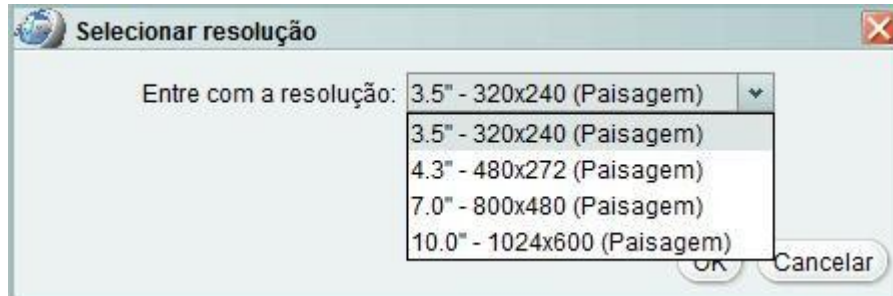 Selecionar resolução
Entre com a resolução: 3.5" - 320x240 (Paisagem)
3.5" - 320x240 (Paisagem)
4.3" - 480x272 (Paisagem)
7.0" - 800x480 (Paisagem)
10.0" - 1024x600 (Paisagem)
OK Cancelar